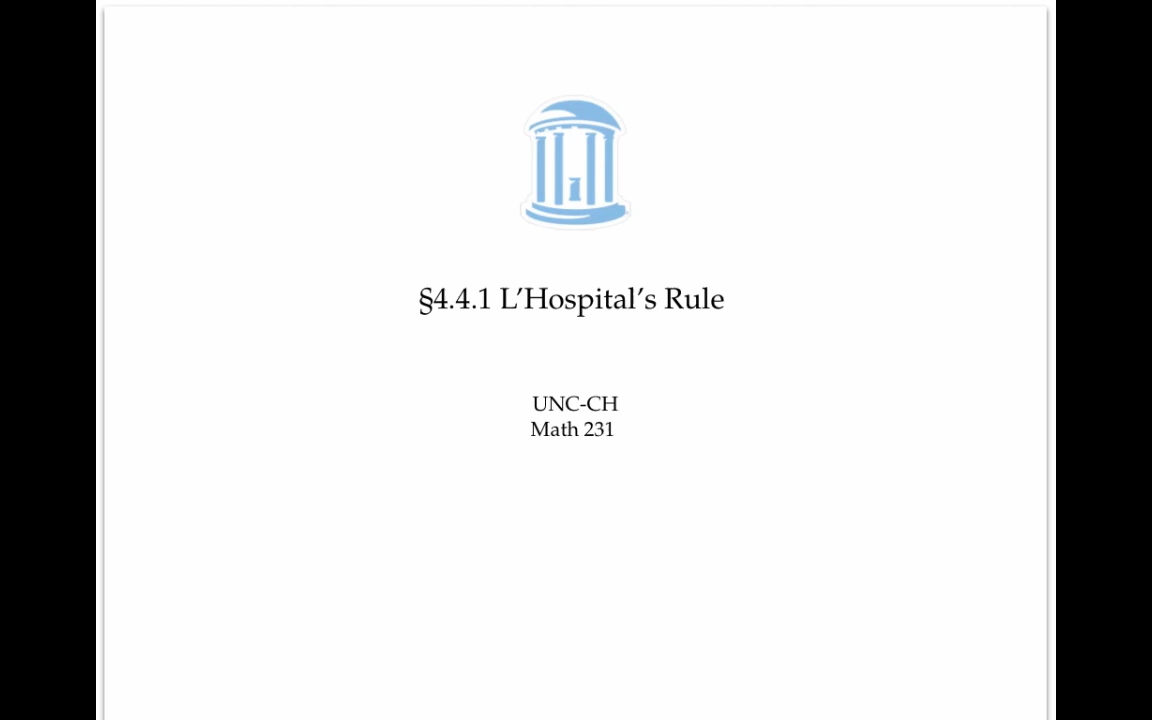 §4.4.1 L’Hospital’s Rule
UNC-CH
Math 231